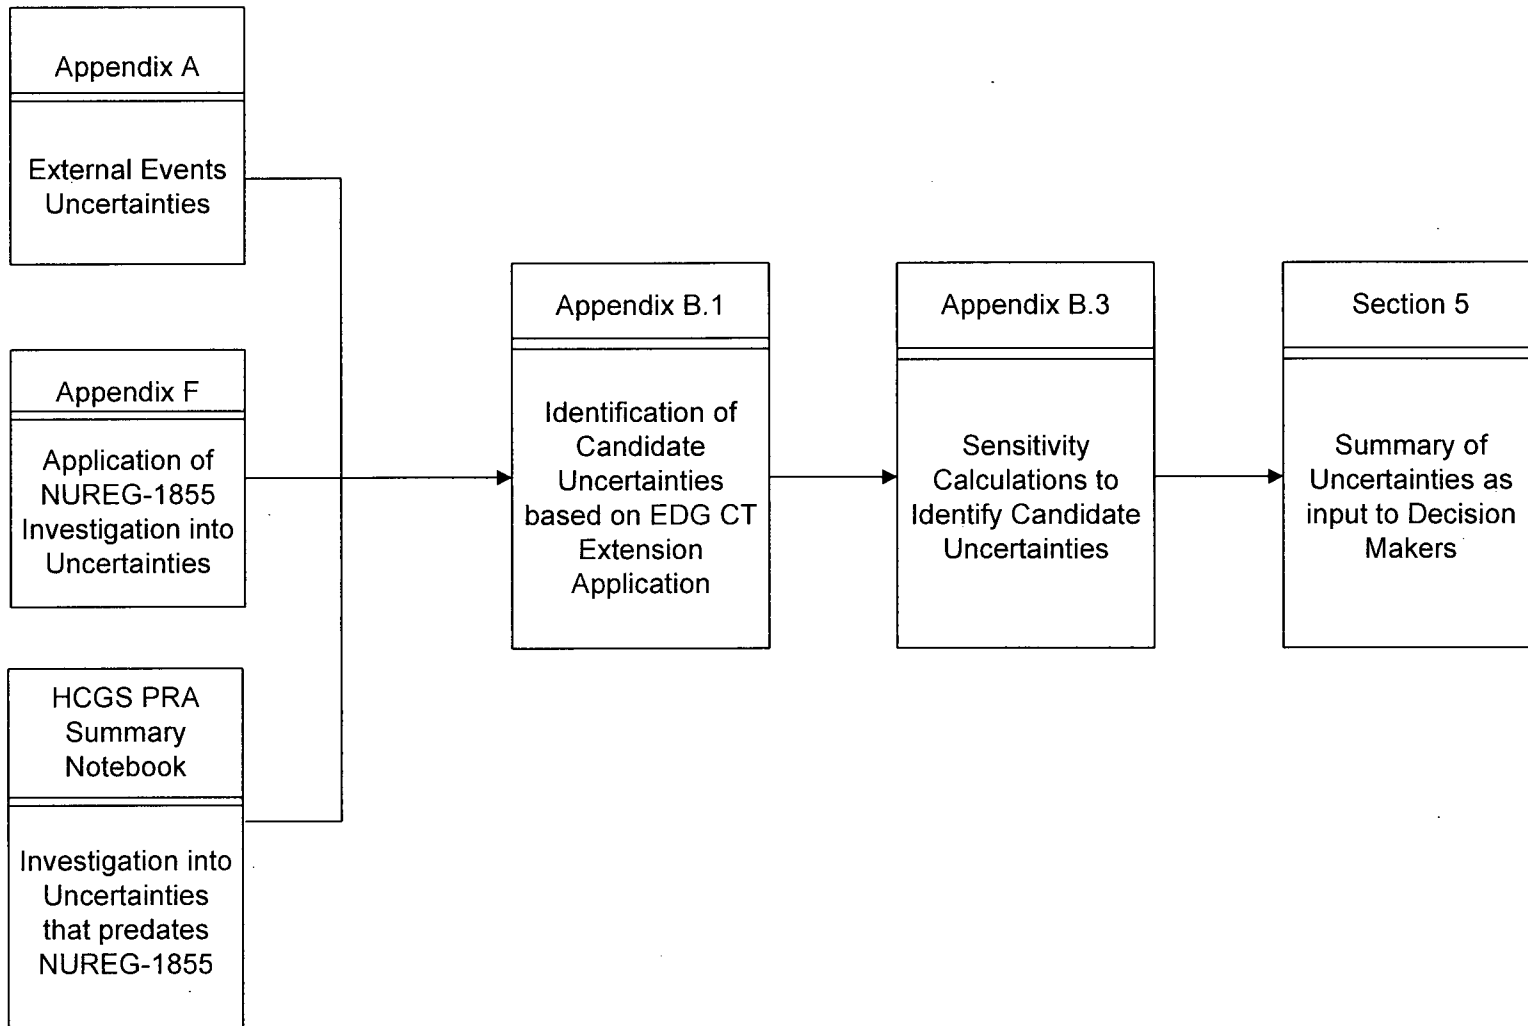 Appendix A
External Events
Uncertainties
Appendix F
Application of
NUREG-1855
Investigation into
Uncertainties
HCGS PRA
Summary
Notebook
Investigation into
Uncertainties
that predates
NUREG-1855
Appendix B.1
Identification of
Candidate
Uncertainties
based on EDG CT
Extension
Application
Appendix B.3
Sensitivity
Calculations to
Identify Candidate
Uncertainties
Section 5
Summary of
Uncertainties as
input to Decision
Makers